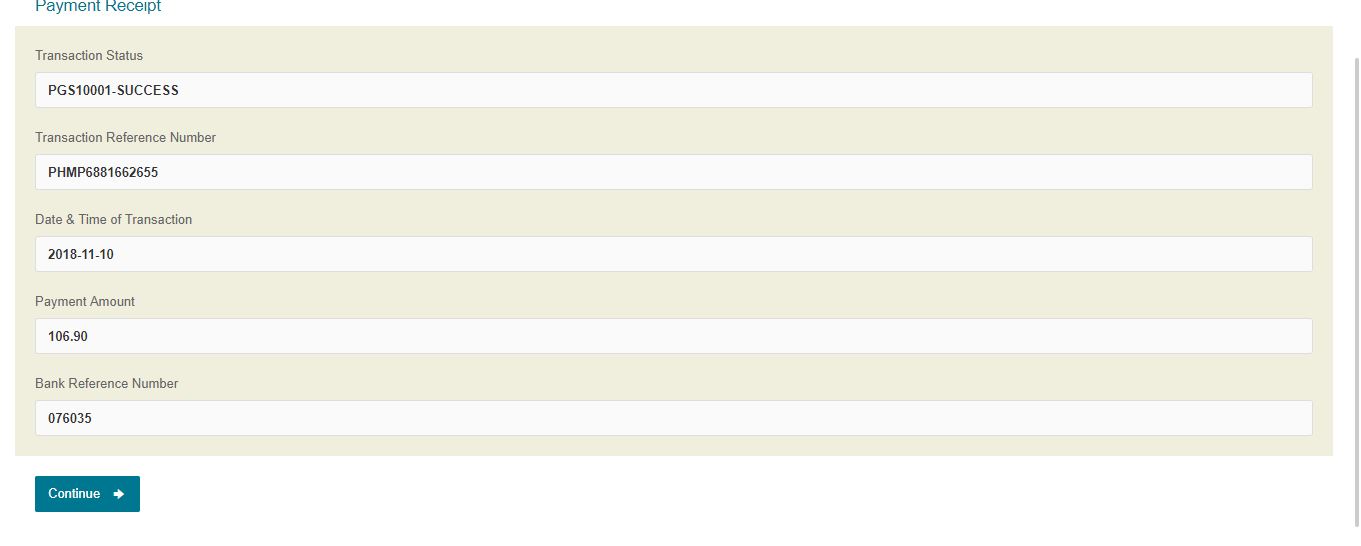 Payment Receipt
Transaction Status
PGS10001-SUCCESS
Transaction Reference Number
PHMP6881662655
Date & Time of Transaction
2018-11-10
Payment Amount
106.90
Bank Reference Number
076035
Continue